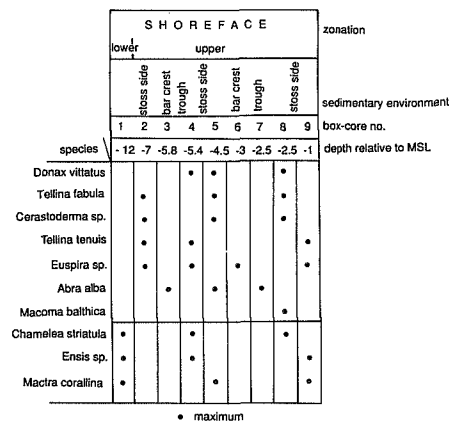 SHOREFACE zonation
lower upper
stoss side bar crest trough stoss side bar crest trough stoss side sedimentary environment
1 2 3 4 5 6 7 8 9 box-core no.
species -12 -7 -5.8 -5.4 -4.5 -3 -2.5 -2.5 -1 depth relative to MSL
Donax vittatus
Tellina fabula
Cerastoderma sp.
Tellina tenuis
Euspira sp.
Abra alba
Macoma balthica
Chamelea striatula
Ensis sp.
Mactra corallina
• maximum